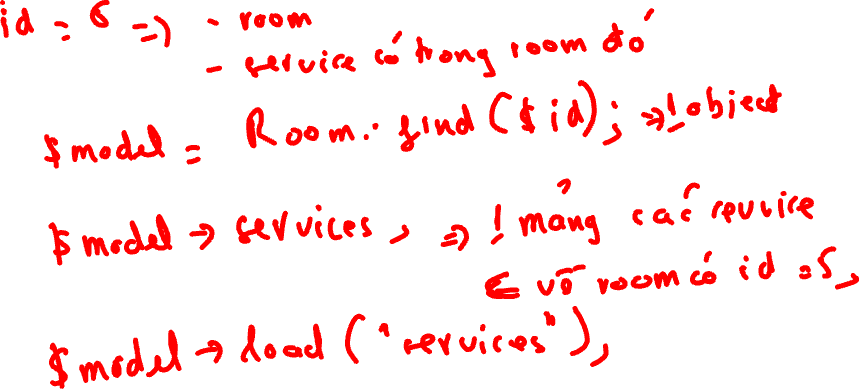 id = 5 => - room
- service có trong room đó
$model = Room :: find($id); => 1 object
$model -> services, => 1 mảng các service
∈ với room có id = 5,
$model -> load("services"),